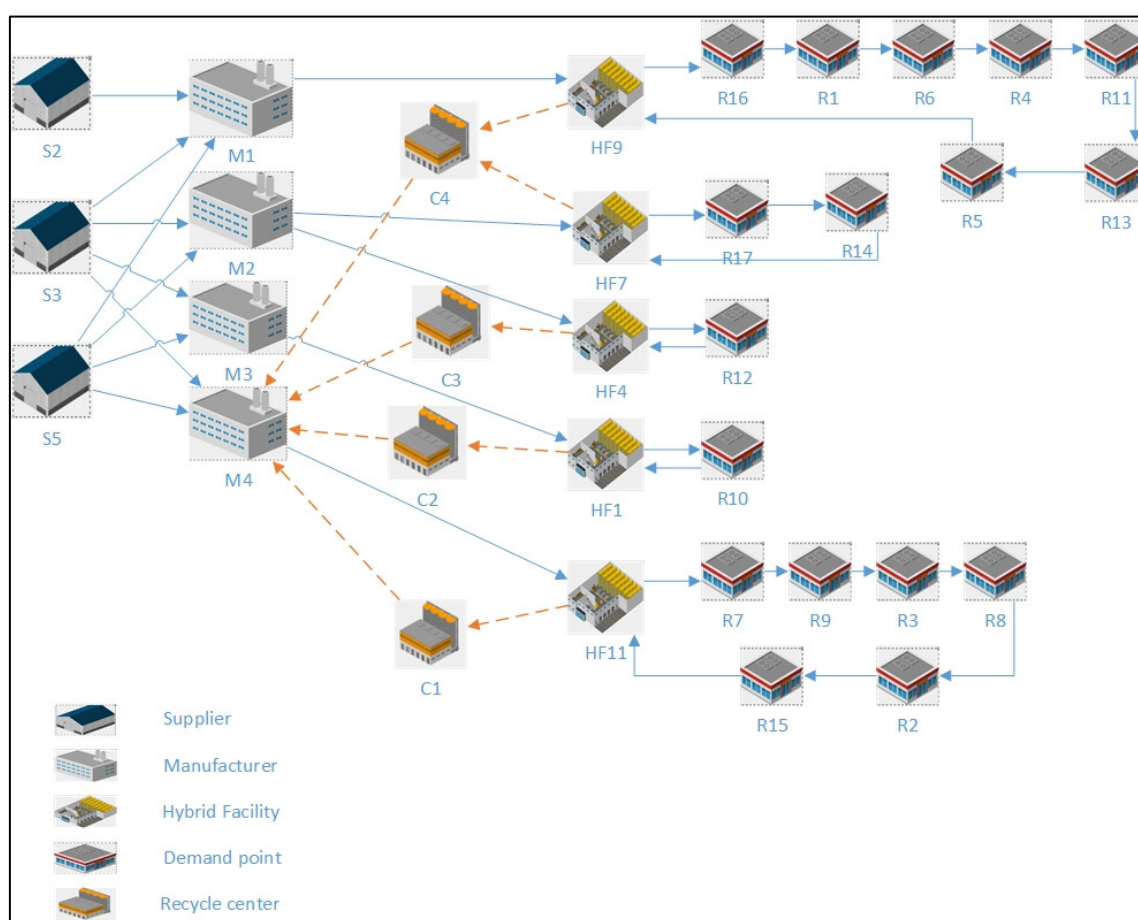 R16
R1
R6
R4
R11
S2
M1
HF9
C4
R5
R13
S3
M2
R17
R14
HF7
M3
C3
HF4
R12
S5
M4
C2
HF1
R10
R7
R9
R3
R8
HF11
C1
R15
R2
Supplier
Manufacturer
Hybrid Facility
Demand point
Recycle center